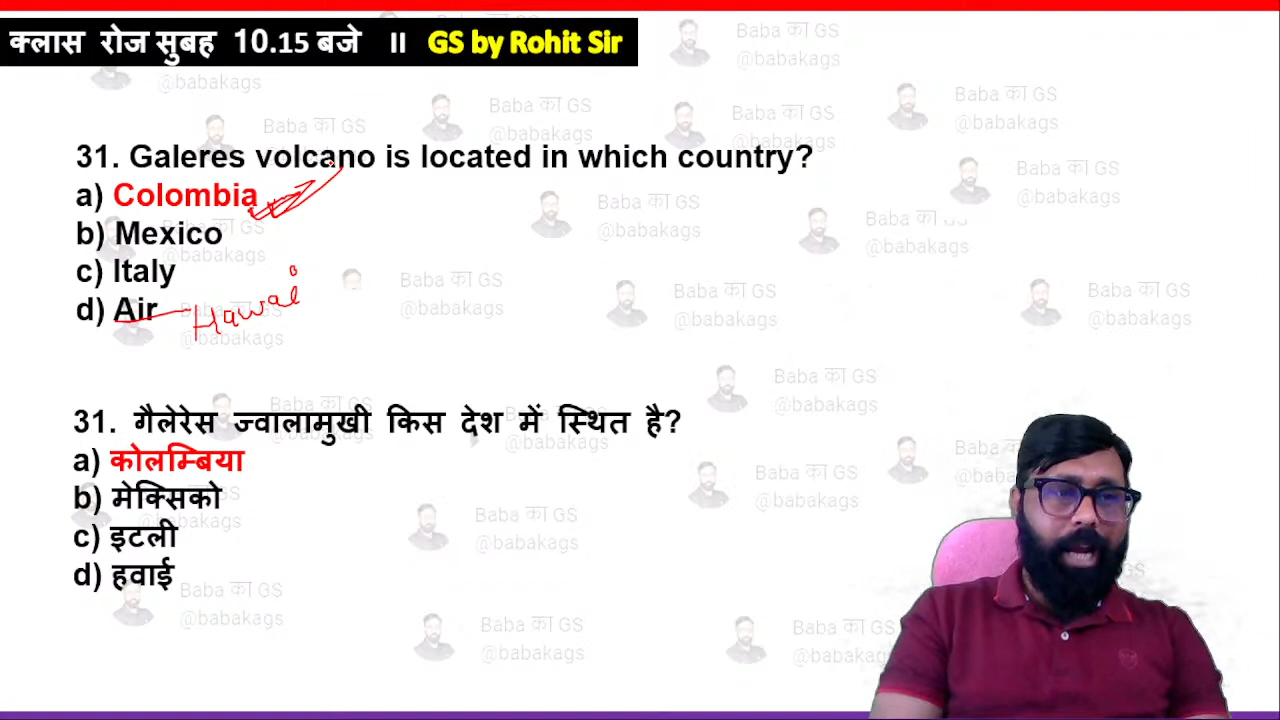 क्लास रोज सुबह 10.15 बजे II GS by Rohit Sir
31. Galeres volcano is located in which country?
a) Colombia
b) Mexico
c) Italy
d) Air Hawai
31. गैलेरेस ज्वालामुखी किस देश में स्थित है?
a) कोलम्बिया
b) मेक्सिको
c) इटली
d) हवाई
Baba का GS
@babakags